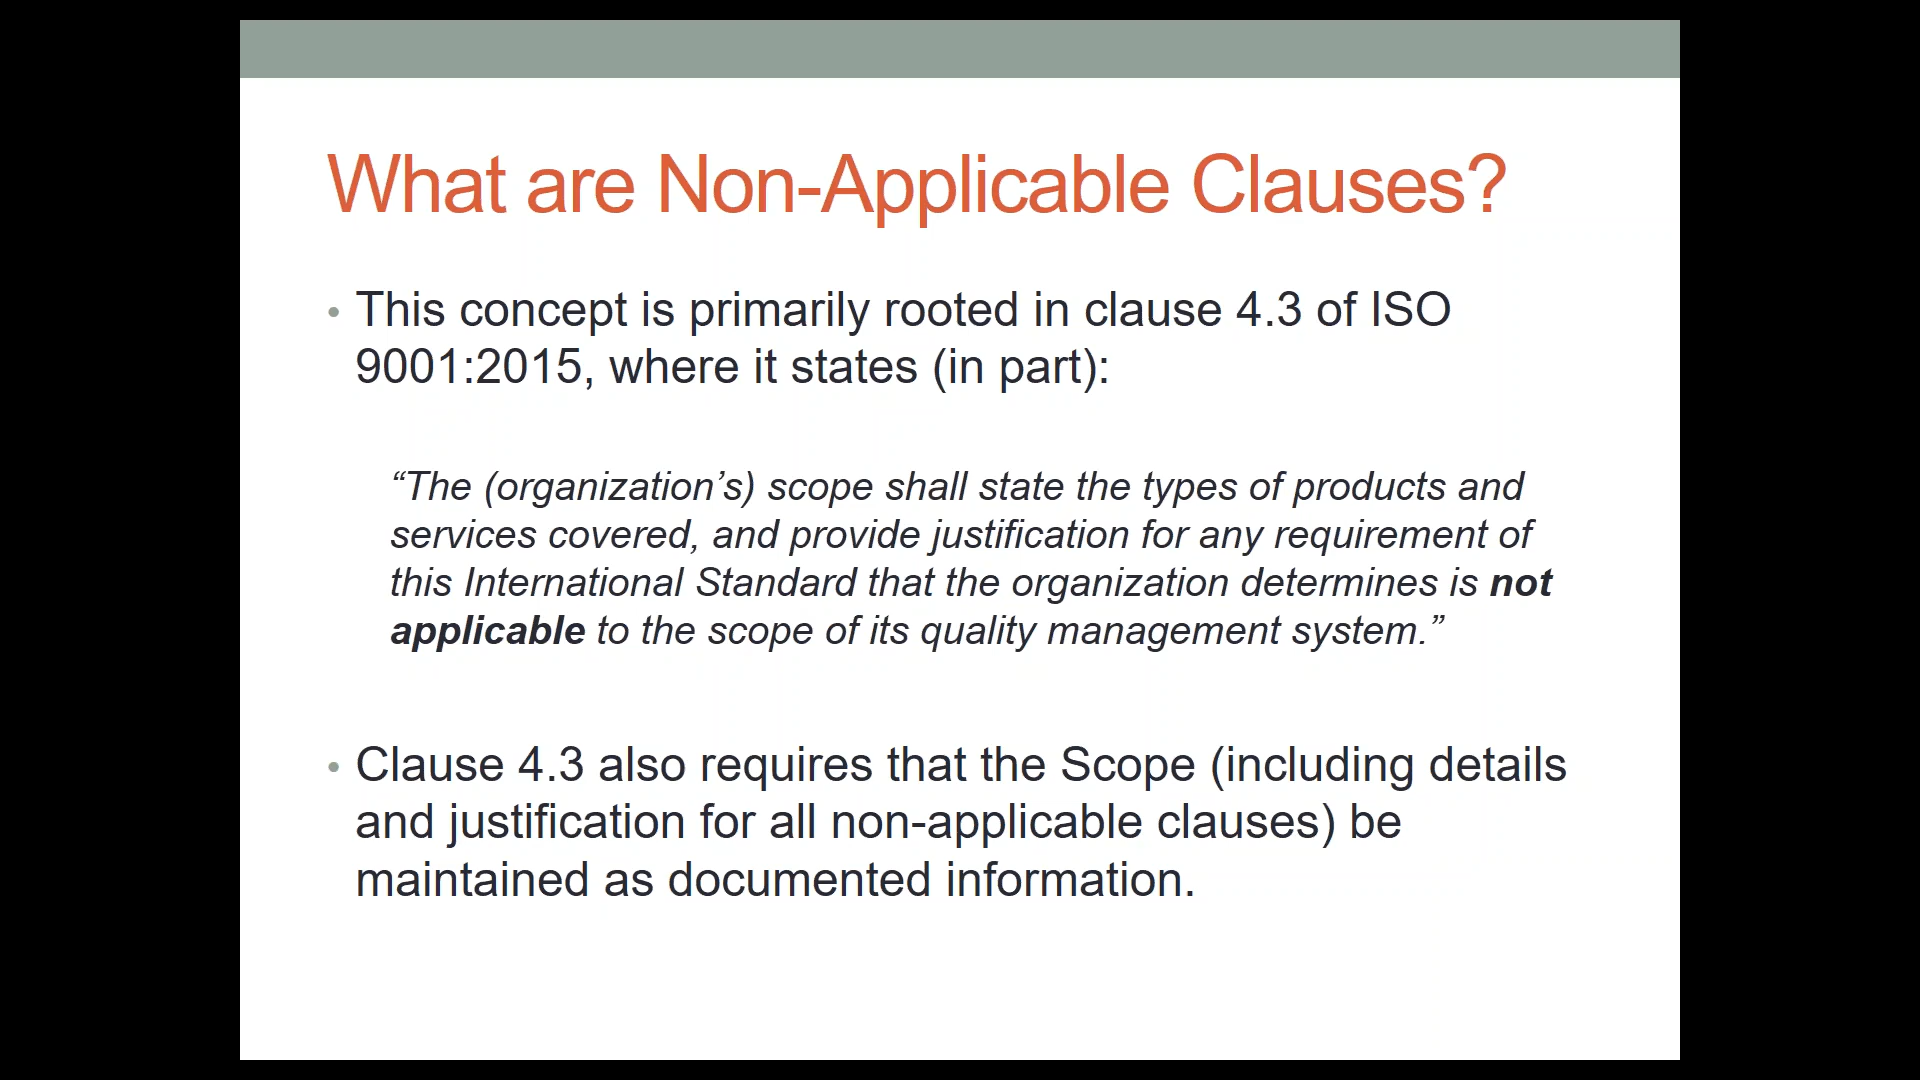 What are Non-Applicable Clauses?
• This concept is primarily rooted in clause 4.3 of ISO
9001:2015, where it states (in part):
“The (organization’s) scope shall state the types of products and
services covered, and provide justification for any requirement of
this International Standard that the organization determines is not
applicable to the scope of its quality management system.”
• Clause 4.3 also requires that the Scope (including details
and justification for all non-applicable clauses) be
maintained as documented information.